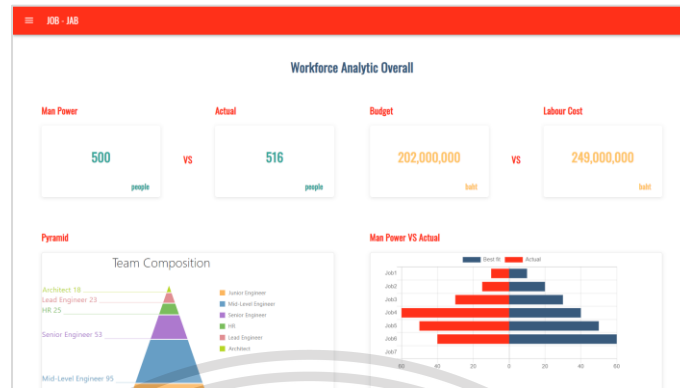 JOB - JAB
Workforce Analytic Overall
Man Power
Actual
Budget
Labour Cost
500
people
VS
516
people
202,000,000
baht
VS
249,000,000
baht
Pyramid
Man Power VS Actual
Team Composition
Architect 18
Lead Engineer 23
HR 25
Senior Engineer 53
Mid-Level Engineer 95
Junior Engineer
Mid-Level Engineer
Senior Engineer
HR
Lead Engineer
Architect
Best fit
Actual
Job1
Job2
Job3
Job4
Job5
Job6
Job7
60 40 20 0 20 40 60